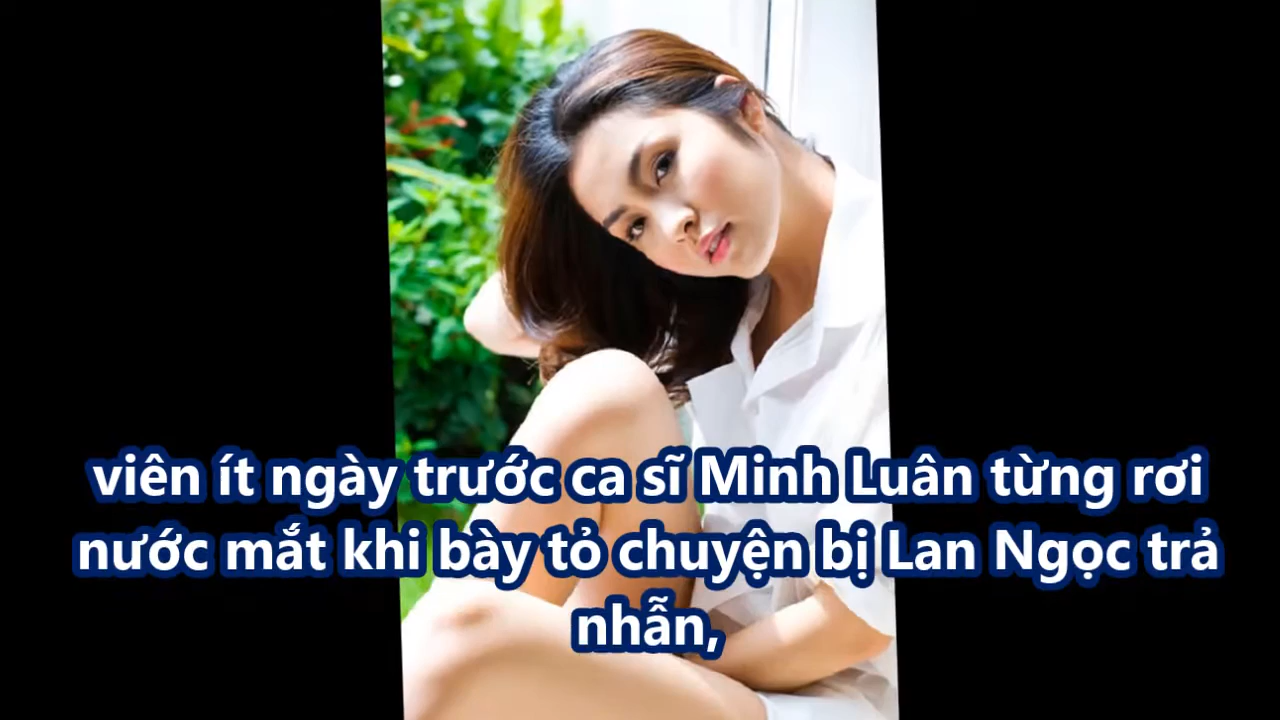 viên ít ngày trước ca sĩ Minh Luân từng rơi
nước mắt khi bày tỏ chuyện bị Lan Ngọc trả
nhẫn,